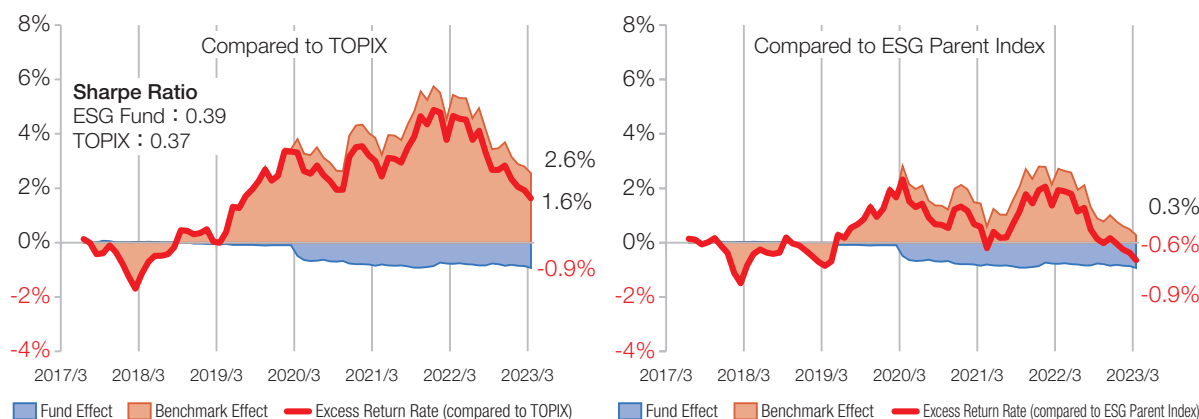 Compared to TOPIX
8%
6%
4%
2%
0%
-2%
-4%
Sharpe Ratio
ESG Fund：0.39
TOPIX：0.37
2.6%
1.6%
-0.9%
2017/3 2018/3 2019/3 2020/3 2021/3 2022/3 2023/3
Fund Effect Benchmark Effect Excess Return Rate (compared to TOPIX)
Compared to ESG Parent Index
8%
6%
4%
2%
0%
-2%
-4%
0.3%
-0.6%
-0.9%
2017/3 2018/3 2019/3 2020/3 2021/3 2022/3 2023/3
Fund Effect Benchmark Effect Excess Return Rate (compared to ESG Parent Index)